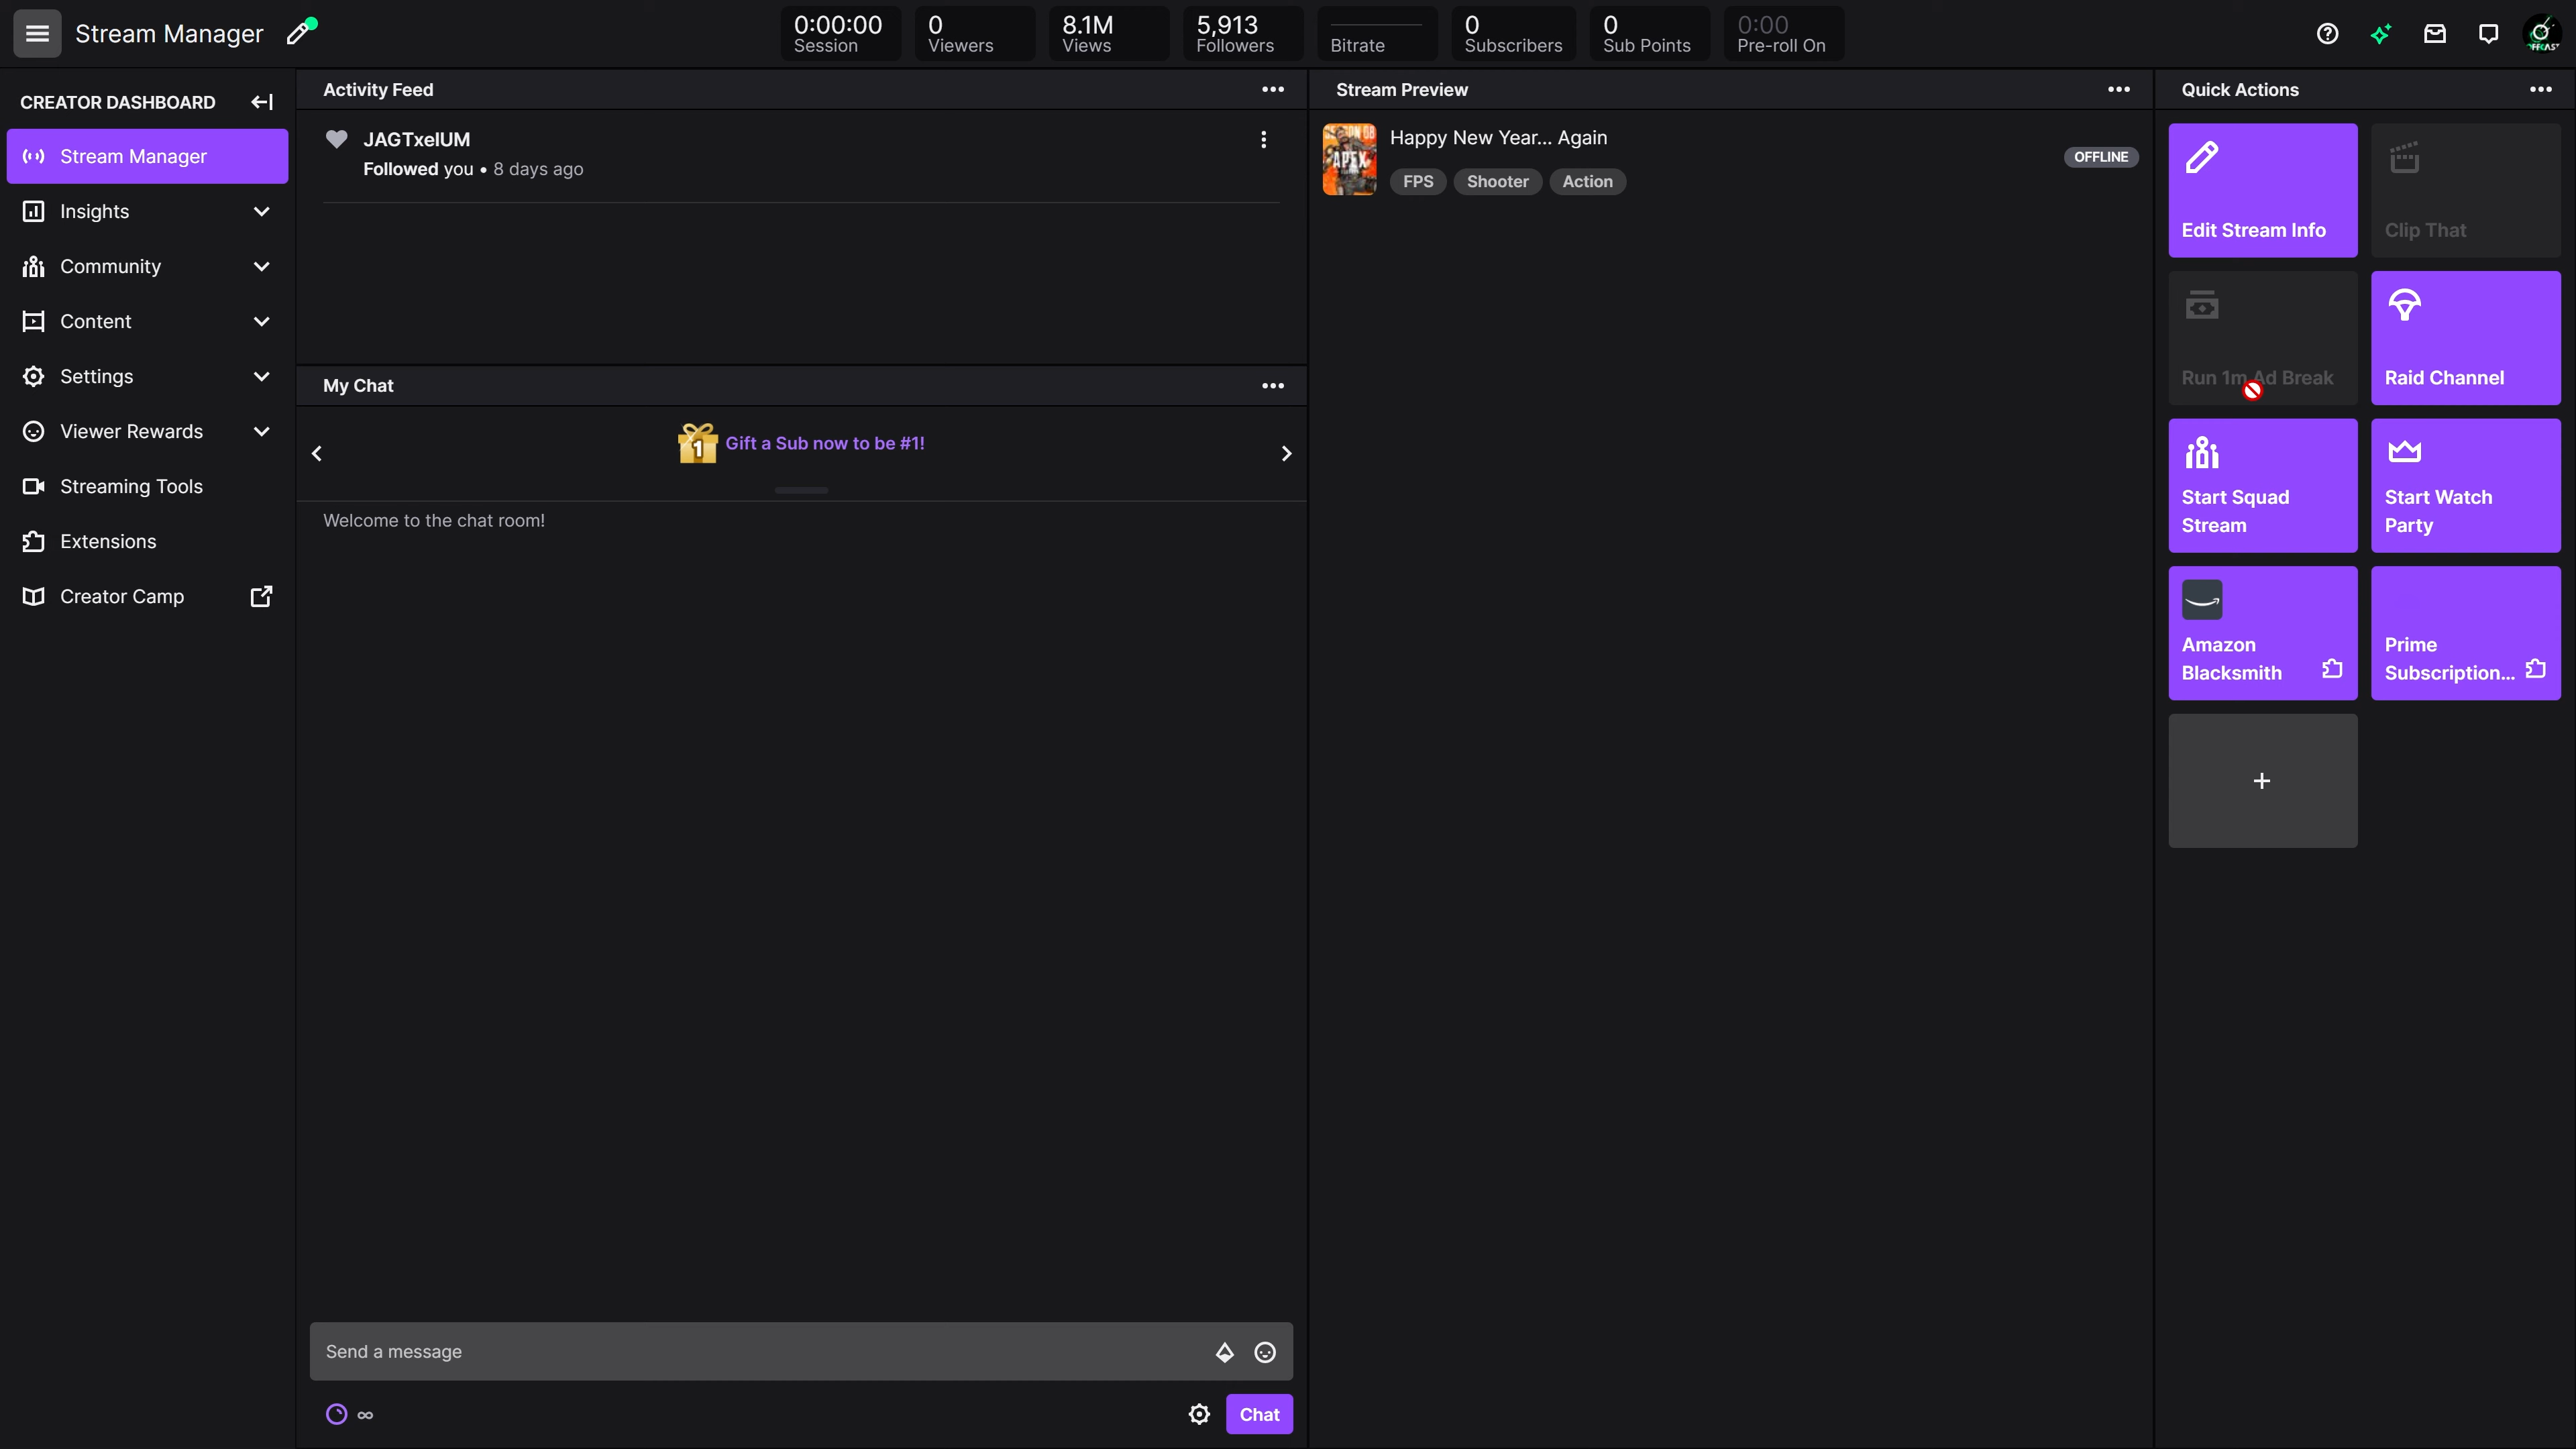 Stream Manager
0:00:00
Session
0
Viewers
8.1M
Views
5,913
Followers
Bitrate
0
Subscribers
0
Sub Points
0:00
Pre-roll On
CREATOR DASHBOARD
Stream Manager
Insights
Community
Content
Settings
Viewer Rewards
Streaming Tools
Extensions
Creator Camp
Activity Feed
JAGTxelUM
Followed you • 8 days ago
My Chat
1
Gift a Sub now to be #1!
Welcome to the chat room!
Send a message
∞
Chat
Stream Preview
APEX
Happy New Year... Again
OFFLINE
FPS
Shooter
Action
Quick Actions
Edit Stream Info
Clip That
Run 1m Ad Break
Raid Channel
Start Squad
Stream
Start Watch
Party
Amazon
Blacksmith
Prime
Subscription...
+